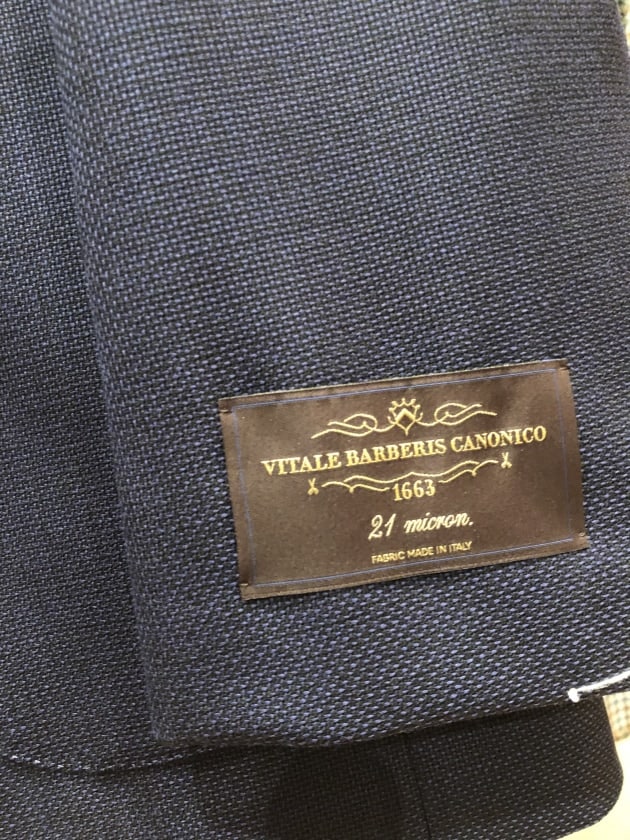 VITALE BARBERIS CANONICO
1663
21 micron.
FABRIC MADE IN ITALY